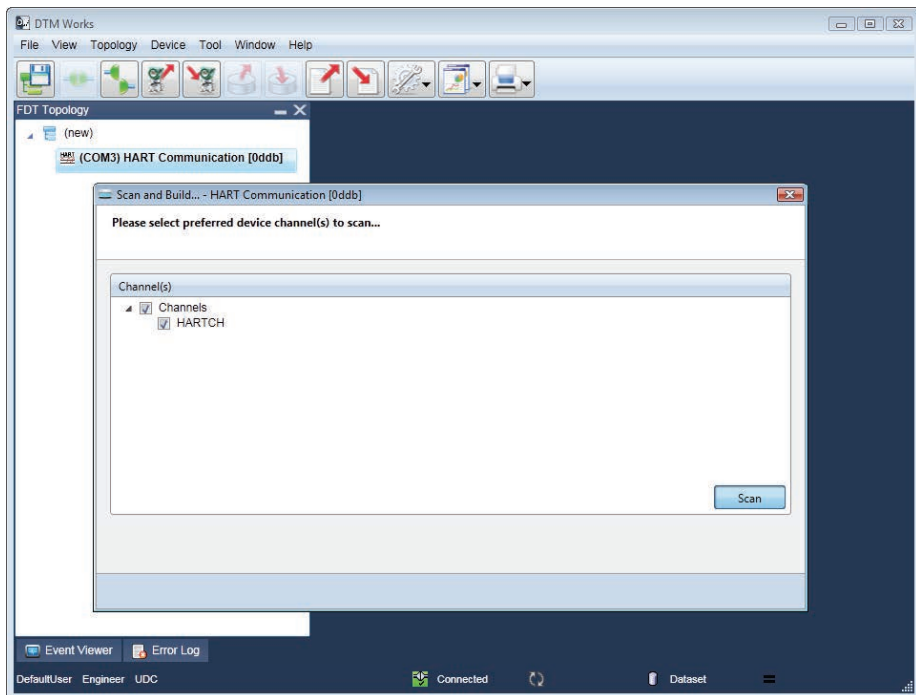 DTM Works
File View Topology Device Tool Window Help
FDT Topology
(new)
HART (COM3) HART Communication [0ddb]
Scan and Build... - HART Communication [0ddb]
Please select preferred device channel(s) to scan...
Channel(s)
Channels
HARTCH
Scan
Event Viewer Error Log
DefaultUser Engineer UDC Connected Dataset